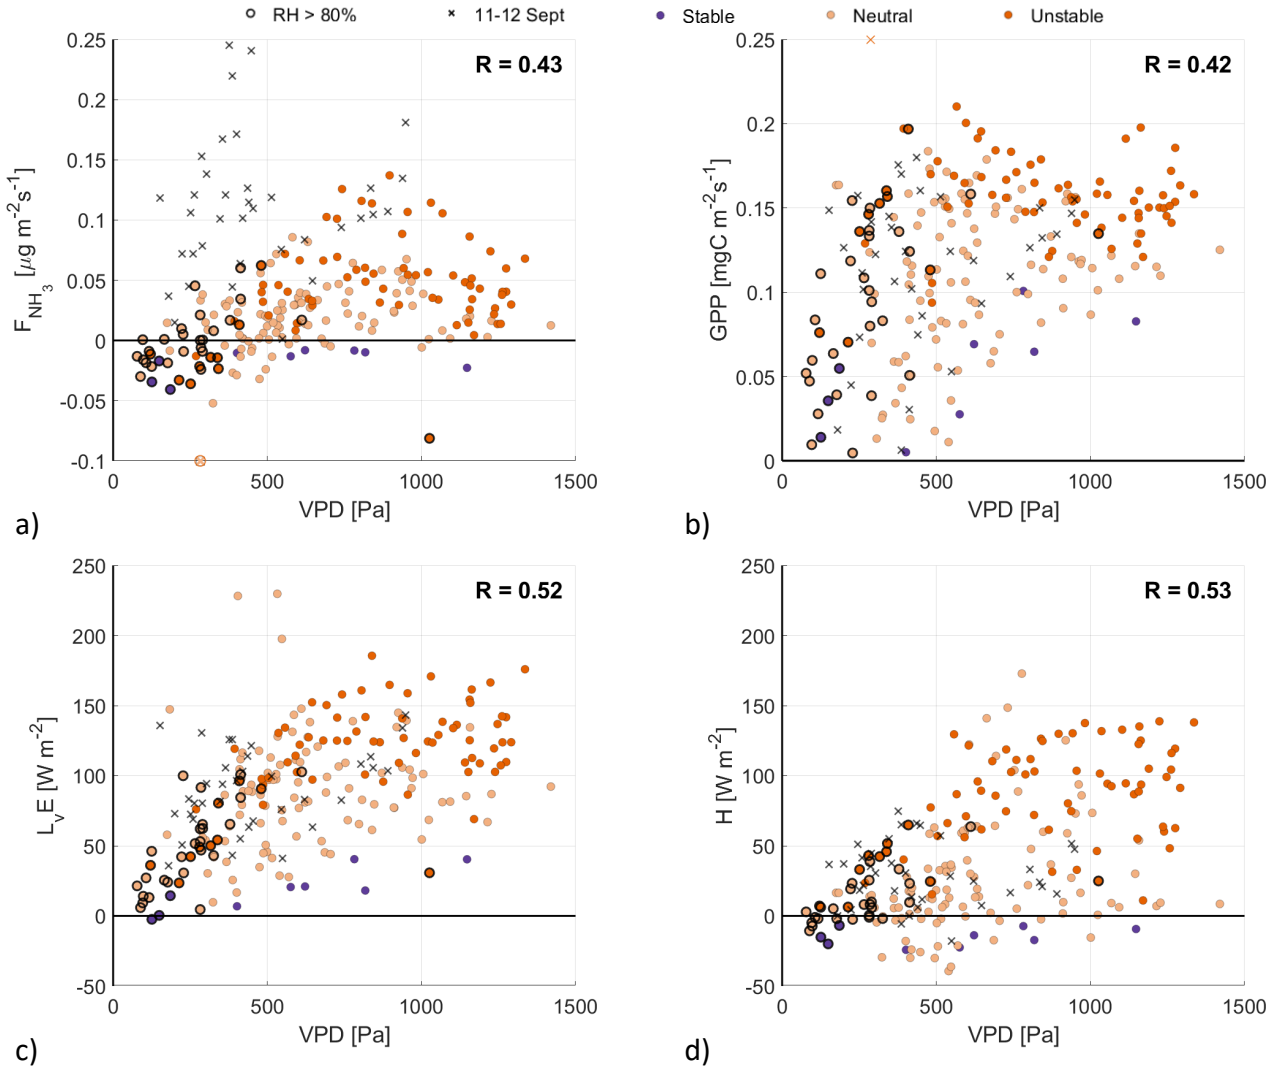 RH > 80% 11-12 Sept Stable Neutral Unstable
0.25
0.2
0.15
0.1
0.05
0
-0.05
-0.1
F_NH3 [μg m⁻²s⁻¹]
R = 0.43
0 500 1000 1500
VPD [Pa]
a)
0.25
0.2
0.15
0.1
0.05
0
GPP [mgC m⁻²s⁻¹]
R = 0.42
0 500 1000 1500
VPD [Pa]
b)
250
200
150
100
50
0
-50
LᵥE [W m⁻²]
R = 0.52
0 500 1000 1500
VPD [Pa]
c)
250
200
150
100
50
0
-50
H [W m⁻²]
R = 0.53
0 500 1000 1500
VPD [Pa]
d)